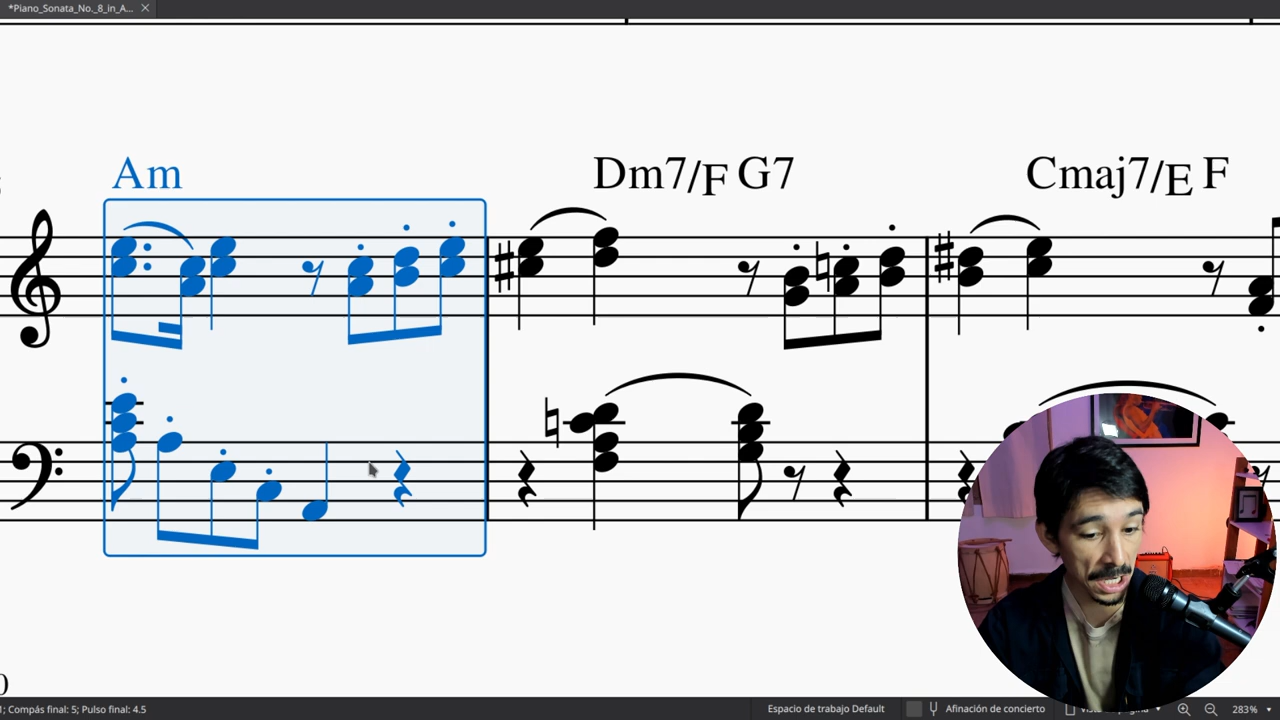 *Piano_Sonata_No._8_in_A...
Am Dm7/F G7 Cmaj7/E F
1; Compás final: 5; Pulso final: 4.5 Espacio de trabajo Default Afinación de concierto 283%